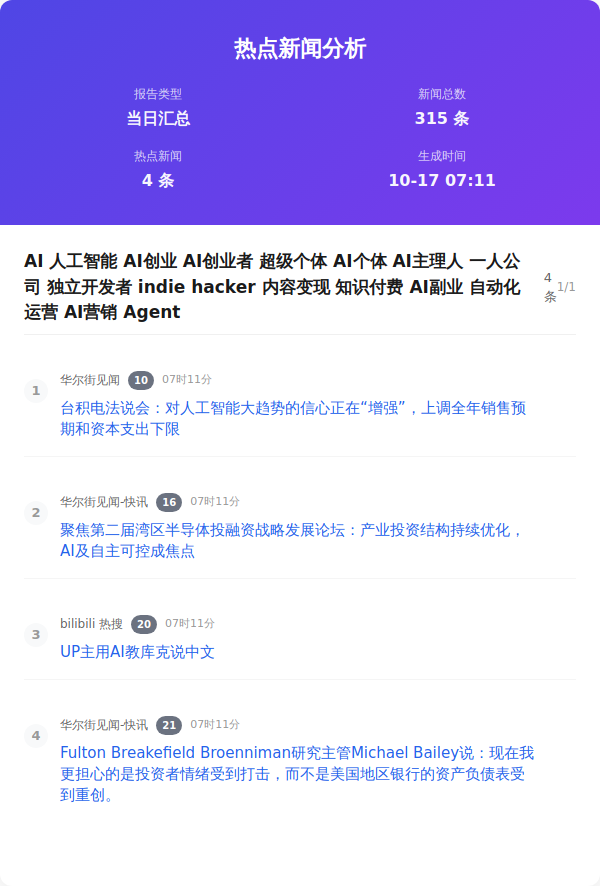 热点新闻分析
报告类型
当日汇总
新闻总数
315 条
热点新闻
4 条
生成时间
10-17 07:11
AI 人工智能 AI创业 AI创业者 超级个体 AI个体 AI主理人 一人公
司 独立开发者 indie hacker 内容变现 知识付费 AI副业 自动化
运营 AI营销 Agent
4
条
1/1
1
华尔街见闻 10 07时11分
台积电法说会：对人工智能大趋势的信心正在“增强”，上调全年销售预
期和资本支出下限
2
华尔街见闻-快讯 16 07时11分
聚焦第二届湾区半导体投融资战略发展论坛：产业投资结构持续优化，
AI及自主可控成焦点
3
bilibili 热搜 20 07时11分
UP主用AI教库克说中文
4
华尔街见闻-快讯 21 07时11分
Fulton Breakefield Broenniman研究主管Michael Bailey说：现在我
更担心的是投资者情绪受到打击，而不是美国地区银行的资产负债表受
到重创。